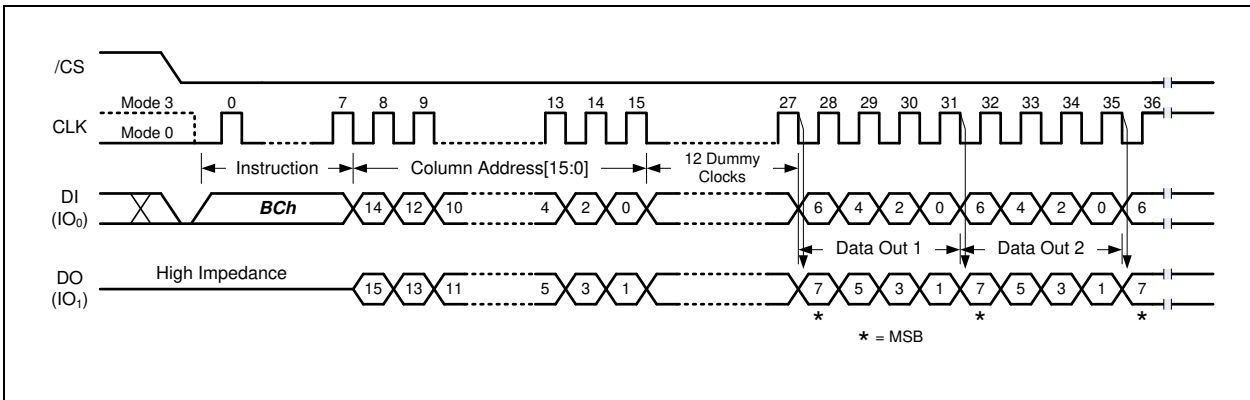 /CS
Mode 3 0 7 8 9 13 14 15 27 28 29 30 31 32 33 34 35 36
CLK
Mode 0
Instruction Column Address[15:0] 12 Dummy Clocks
DI (IO0) BCh 14 12 10 4 2 0 6 4 2 0 6 4 2 0 6
Data Out 1 Data Out 2
High Impedance
DO (IO1) 15 13 11 5 3 1 7 5 3 1 7 5 3 1 7
* * *
* = MSB